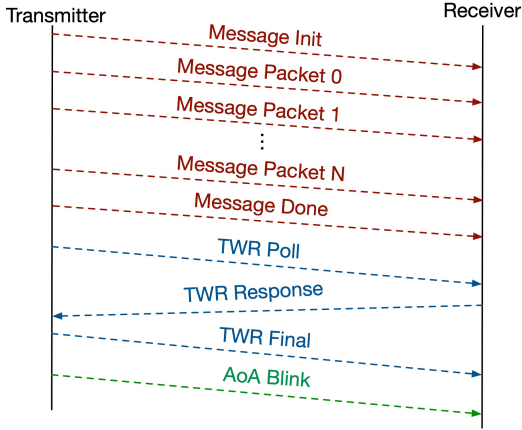 Transmitter
Receiver
Message Init
Message Packet 0
Message Packet 1
⋮
Message Packet N
Message Done
TWR Poll
TWR Response
TWR Final
AoA Blink